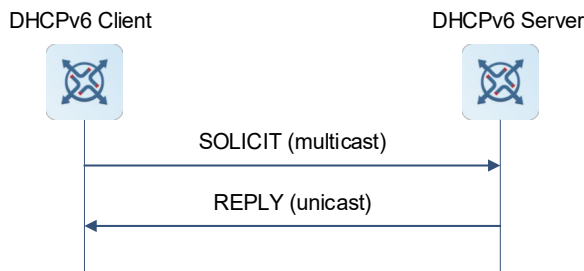 DHCPv6 Client
DHCPv6 Server
SOLICIT (multicast)
REPLY (unicast)